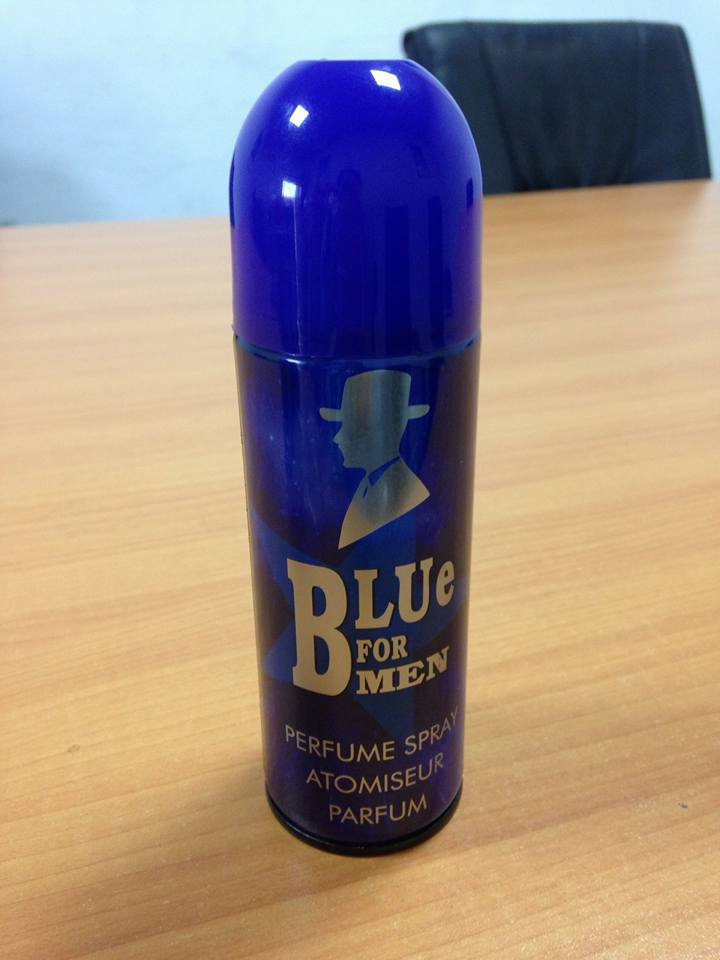 BLUe
FOR
MEN
PERFUME SPRAY
ATOMISEUR
PARFUM